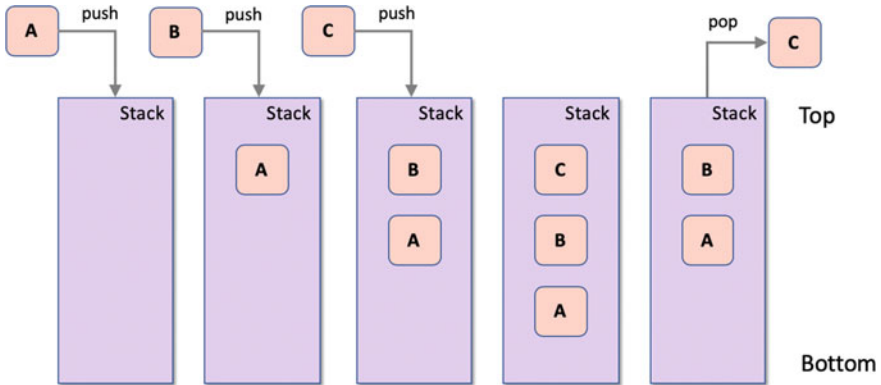 A push B push C push pop C
Stack Stack Stack Stack Stack Top
A B C B
A B A
A
Bottom